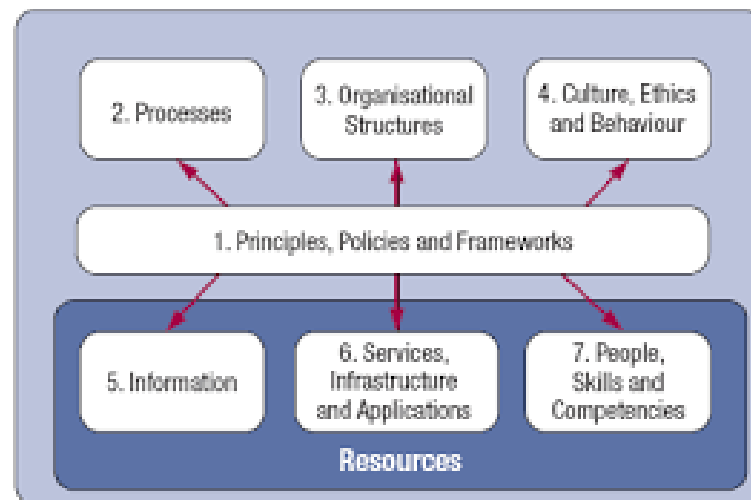 2. Processes
3. Organisational
Structures
4. Culture, Ethics
and Behaviour
1. Principles, Policies and Frameworks
5. Information
6. Services,
Infrastructure
and Applications
7. People,
Skills and
Competencies
Resources